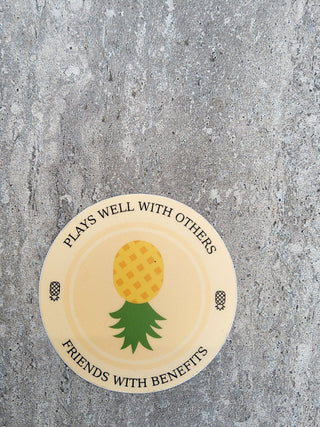 PLAYS WELL WITH OTHERS
FRIENDS WITH BENEFITS